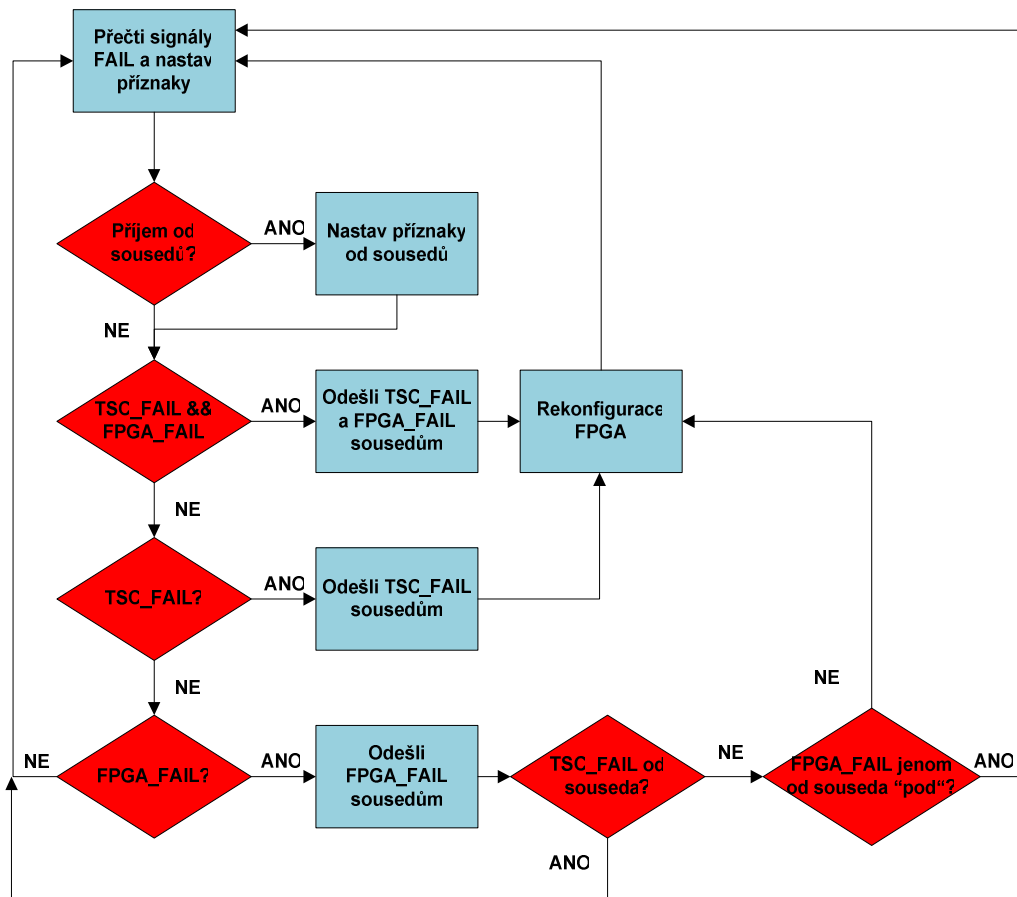 Přečti signály
FAIL a nastav
příznaky
Příjem od
sousedů?
ANO
Nastav příznaky
od sousedů
NE
TSC_FAIL &&
FPGA_FAIL
ANO
Odešli TSC_FAIL
a FPGA_FAIL
sousedům
Rekonfigurace
FPGA
NE
TSC_FAIL?
ANO
Odešli TSC_FAIL
sousedům
NE
NE
NE
FPGA_FAIL?
ANO
Odešli
FPGA_FAIL
sousedům
TSC_FAIL od
souseda?
NE
FPGA_FAIL jenom
od souseda “pod“?
ANO
ANO